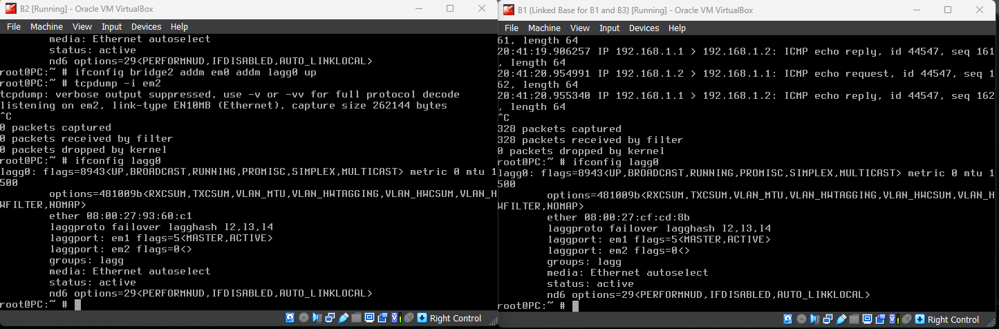 B2 [Running] - Oracle VM VirtualBox
File Machine View Input Devices Help
media: Ethernet autoselect
status: active
nd6 options=29<PERFORMNUD,IFDISABLED,AUTO_LINKLOCAL>
root@PC:~ # ifconfig bridge2 addm em0 addm lagg0 up
root@PC:~ # tcpdump -i em2
tcpdump: verbose output suppressed, use -v or -vv for full protocol decode
listening on em2, link-type EN10MB (Ethernet), capture size 262144 bytes
^C
0 packets captured
0 packets received by filter
0 packets dropped by kernel
root@PC:~ # ifconfig lagg0
lagg0: flags=8943<UP,BROADCAST,RUNNING,PROMISC,SIMPLEX,MULTICAST> metric 0 mtu 1
500
options=481009b<RXCSUM,TXCSUM,VLAN_MTU,VLAN_HWTAGGING,VLAN_HWCSUM,VLAN_H
WFILTER,NOMAP>
ether 08:00:27:93:60:c1
laggproto failover lagghash l2,l3,l4
laggport: em1 flags=5<MASTER,ACTIVE>
laggport: em2 flags=0<>
groups: lagg
media: Ethernet autoselect
status: active
nd6 options=29<PERFORMNUD,IFDISABLED,AUTO_LINKLOCAL>
root@PC:~ #
Right Control
B1 (Linked Base for B1 and B3) [Running] - Oracle VM VirtualBox
File Machine View Input Devices Help
61, length 64
20:41:19.906257 IP 192.168.1.1 > 192.168.1.2: ICMP echo reply, id 44547, seq 161
, length 64
20:41:20.954991 IP 192.168.1.2 > 192.168.1.1: ICMP echo request, id 44547, seq 1
62, length 64
20:41:20.955340 IP 192.168.1.1 > 192.168.1.2: ICMP echo reply, id 44547, seq 162
, length 64
^C
328 packets captured
328 packets received by filter
0 packets dropped by kernel
root@PC:~ # ifconfig lagg0
lagg0: flags=8943<UP,BROADCAST,RUNNING,PROMISC,SIMPLEX,MULTICAST> metric 0 mtu 1
500
options=481009b<RXCSUM,TXCSUM,VLAN_MTU,VLAN_HWTAGGING,VLAN_HWCSUM,VLAN_H
WFILTER,NOMAP>
ether 08:00:27:cf:cd:8b
laggproto failover lagghash l2,l3,l4
laggport: em1 flags=5<MASTER,ACTIVE>
laggport: em2 flags=0<>
groups: lagg
media: Ethernet autoselect
status: active
nd6 options=29<PERFORMNUD,IFDISABLED,AUTO_LINKLOCAL>
root@PC:~ #
Right Control